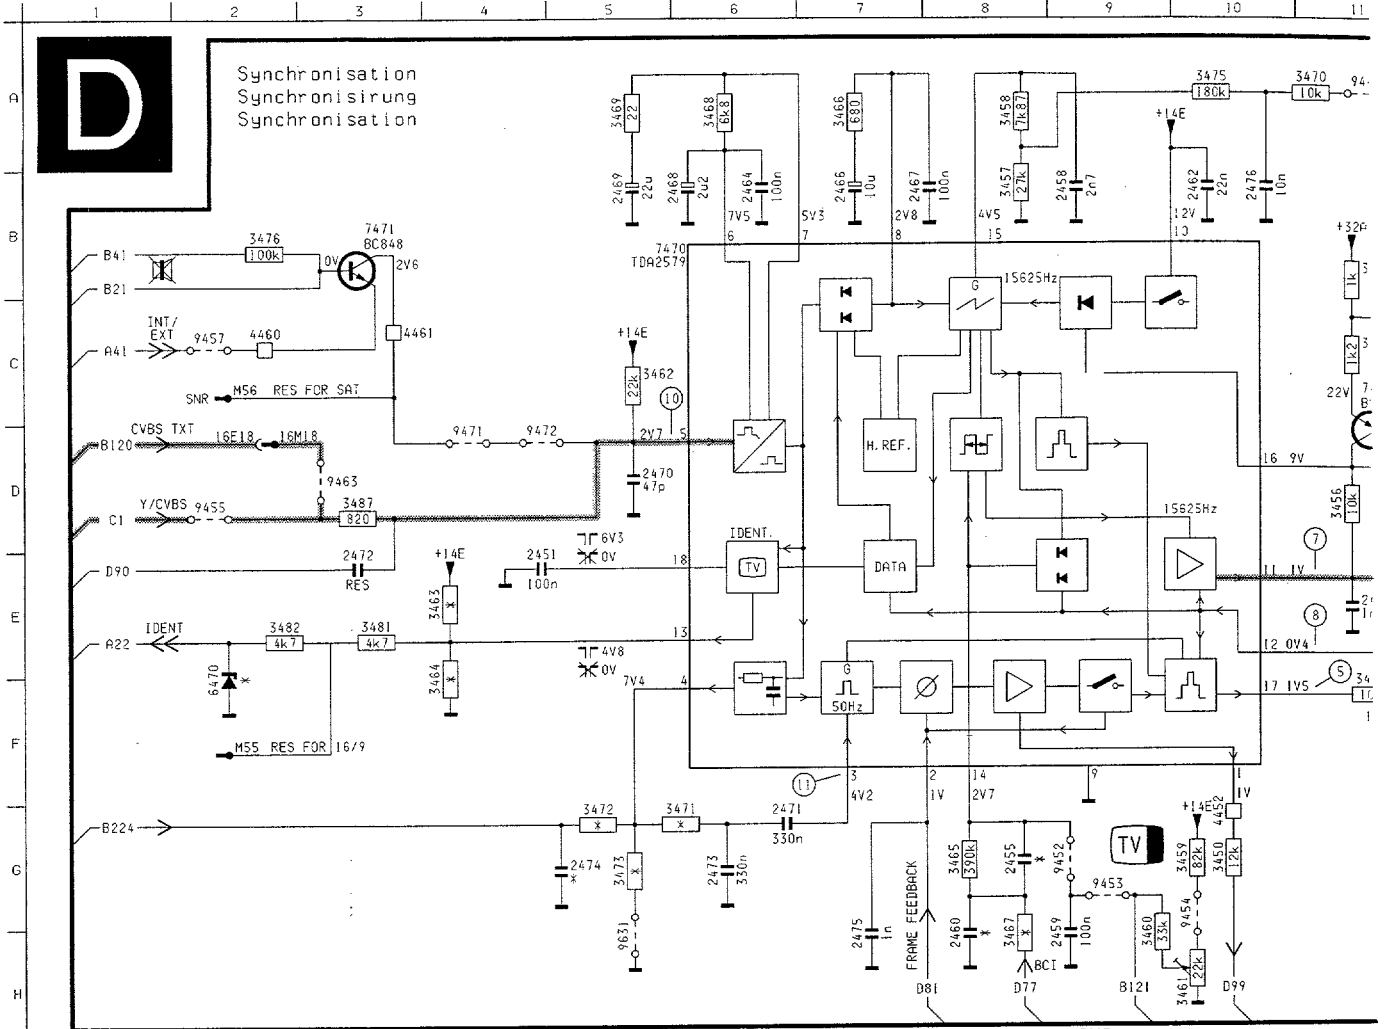 1 2 3 4 5 6 7 8 9 10 11
A
B
C
D
E
F
G
H
D
Synchronisation
Synchronisirung
Synchronisation
3469 22
3468 6k8
3466 680
3458 7k87
3475 180k
3470 10k
+14E
2469 22u
2468 2u2
2464 100n
2466 10u
2467 100n
3457 27k
2458 2n7
2462 22n
2476 10n
7V5 6
5V3 7
2V8 8
4V5 15
12V 10
7470
TDA2579
B41
3476 100k
0V
7471
BC848
2V6
B21
INT/
EXT
A41
9457
4460
4461
SNR
M56 RES FOR SAT
CVBS TXT
B120
16E18
16M18
9463
9471
9472
Y/CVBS
C1
9455
3487 820
D90
2472
RES
+14E
3462 22k
10
2V7 5
2470
47p
6V3
0V
2451
100n
18
+14E
3463 *
3464 *
IDENT
A22
3482 4k7
3481 4k7
13
4V8
0V
7V4 4
6470 *
M55 RES FOR 16/9
B224
3472 *
3471 *
2471
330n
2474
*
3473 *
9631
2473 330n
G
15625Hz
H.REF.
IDENT.
TV
DATA
15625Hz
G
50Hz
11
3
4V2
2
1V
14
2V7
9
1
1V
+32A
1k
1k2
22V
16 9V
3456 10k
7
11 1V
8
12 0V4
5
17 1V5
2475 1n
FRAME FEEDBACK
D81
3465 390k
2455 *
2460 *
3467 *
BCI
D77
9452
2459 100n
9453
B121
TV
+14E
4452
3459 82k
3450 12k
9454
3460 33k
3461 22k
D99